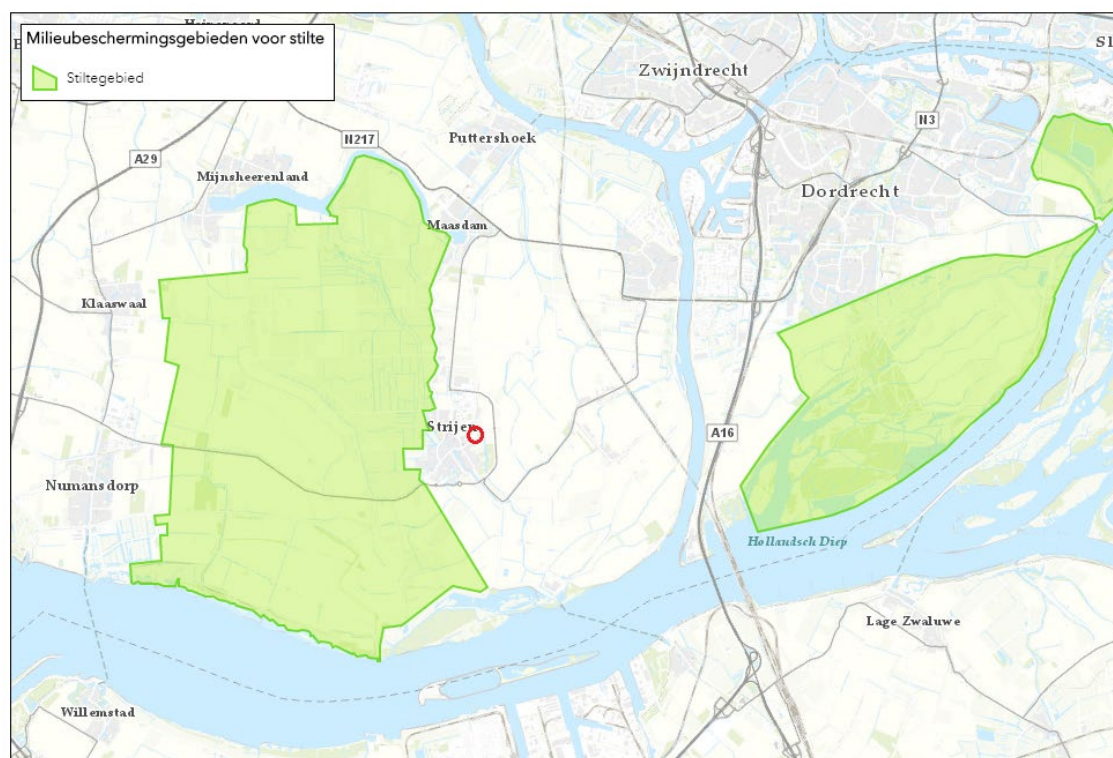 Milieubeschermingsgebieden voor stilte
Stiltegebied
Zwijndrecht
N217
Puttershoek
N3
A29
Mijnsheerenland
Dordrecht
Maasdam
Klaaswaal
Strijen
A16
Numansdorp
Hollandsch Diep
Lage Zwaluwe
Willemstad